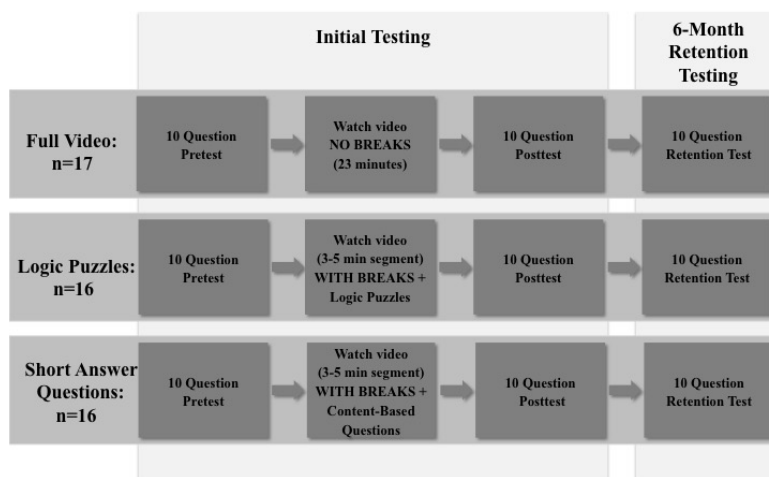 Initial Testing
6-Month
Retention
Testing
Full Video:
n=17
10 Question
Pretest
Watch video
NO BREAKS
(23 minutes)
10 Question
Posttest
10 Question
Retention Test
Logic Puzzles:
n=16
10 Question
Pretest
Watch video
(3-5 min segment)
WITH BREAKS +
Logic Puzzles
10 Question
Posttest
10 Question
Retention Test
Short Answer
Questions:
n=16
10 Question
Pretest
Watch video
(3-5 min segment)
WITH BREAKS +
Content-Based
Questions
10 Question
Posttest
10 Question
Retention Test